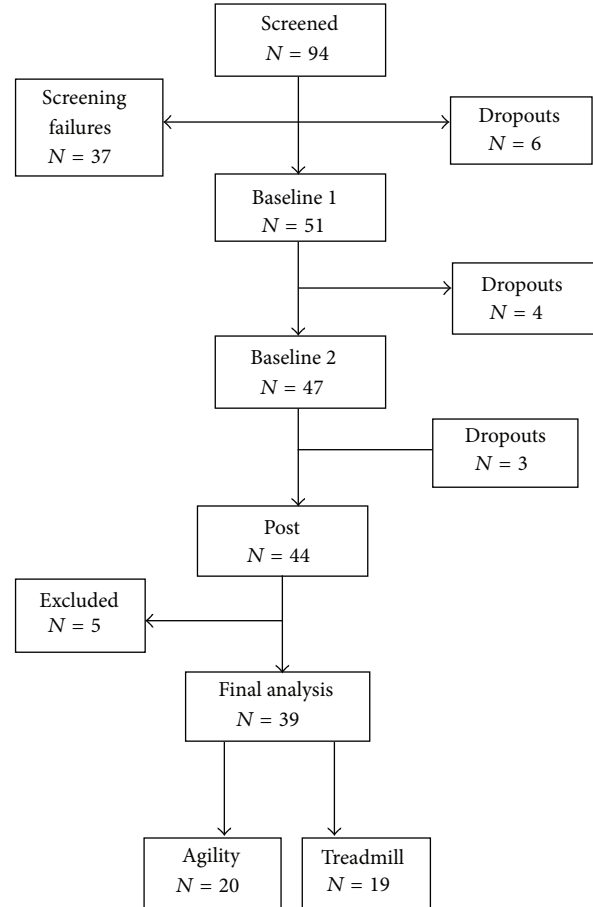 Screened
N = 94
Screening
failures
N = 37
Dropouts
N = 6
Baseline 1
N = 51
Dropouts
N = 4
Baseline 2
N = 47
Dropouts
N = 3
Post
N = 44
Excluded
N = 5
Final analysis
N = 39
Agility
N = 20
Treadmill
N = 19